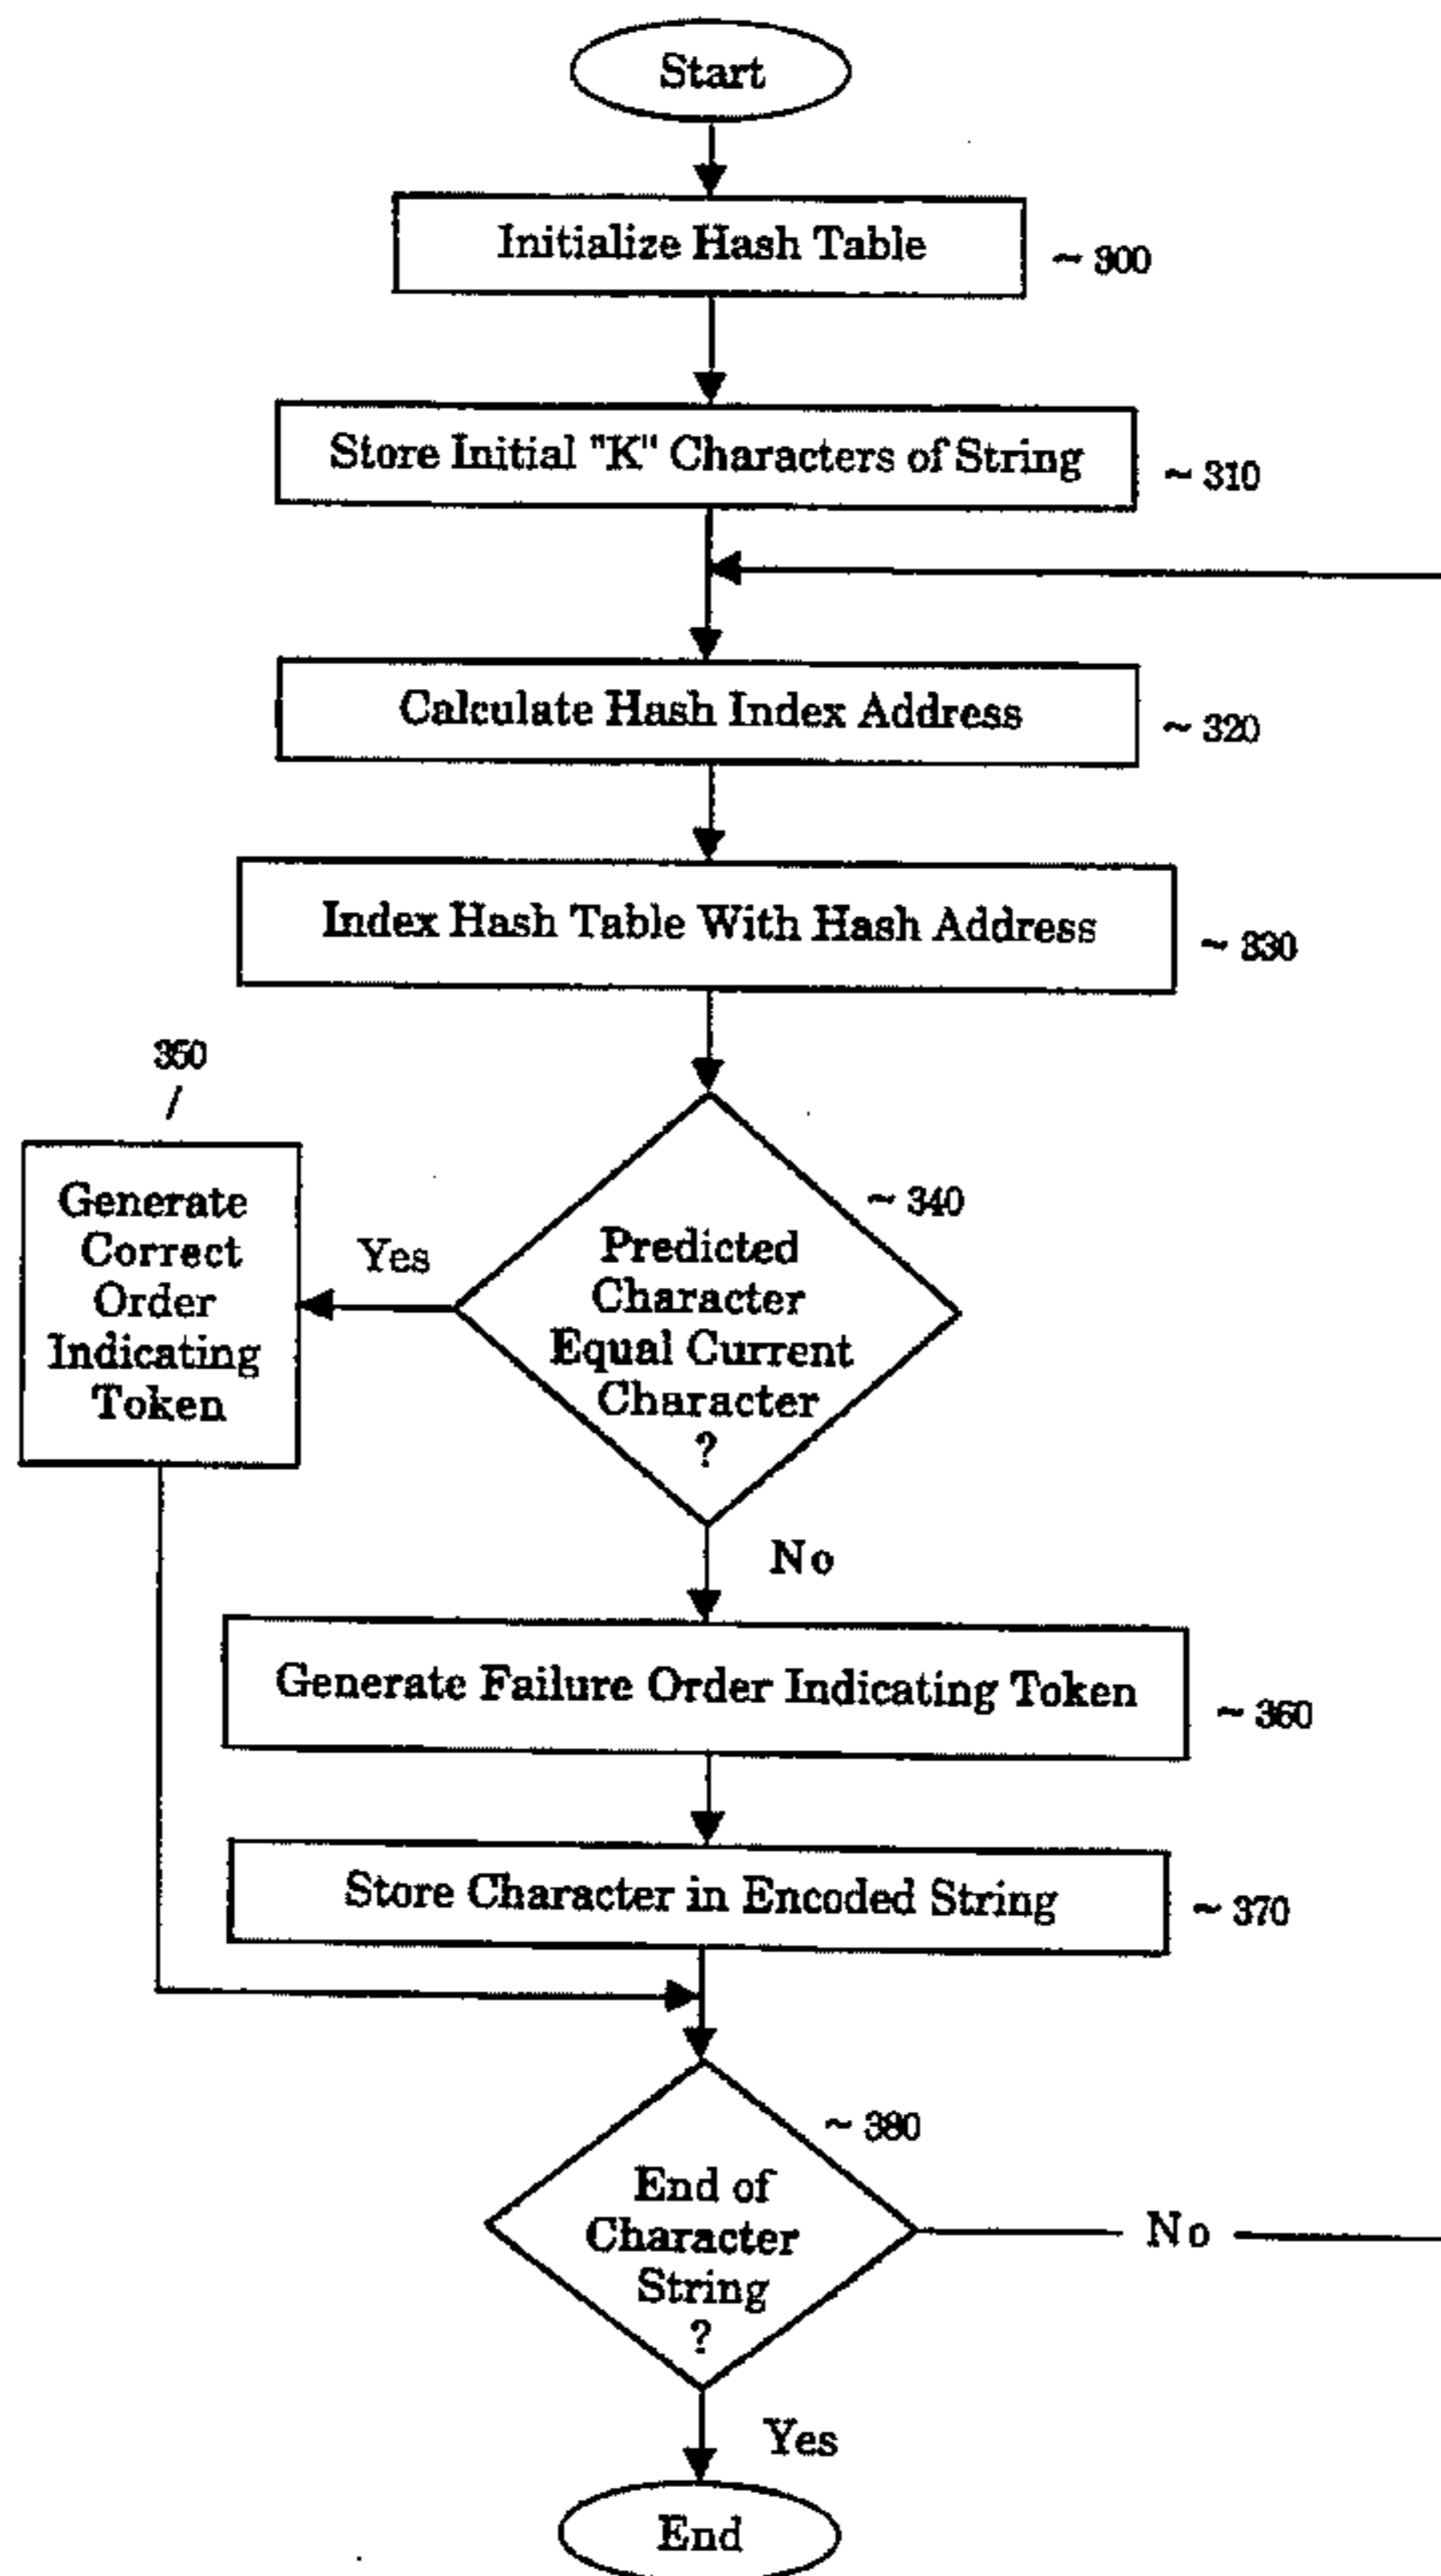 Start
Initialize Hash Table
~ 300
Store Initial "K" Characters of String
~ 310
Calculate Hash Index Address
~ 320
Index Hash Table With Hash Address
~ 330
350
/
Generate
Correct
Order
Indicating
Token
Yes
~ 340
Predicted
Character
Equal Current
Character
?
No
Generate Failure Order Indicating Token
~ 360
Store Character in Encoded String
~ 370
~ 380
End of
Character
String
?
No
Yes
End